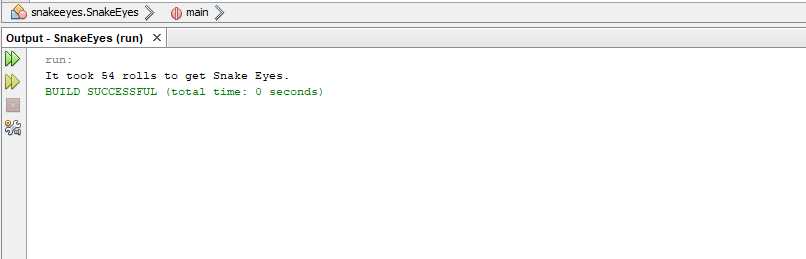 snakeeyes.SnakeEyes main
Output - SnakeEyes (run)
run:
It took 54 rolls to get Snake Eyes.
BUILD SUCCESSFUL (total time: 0 seconds)